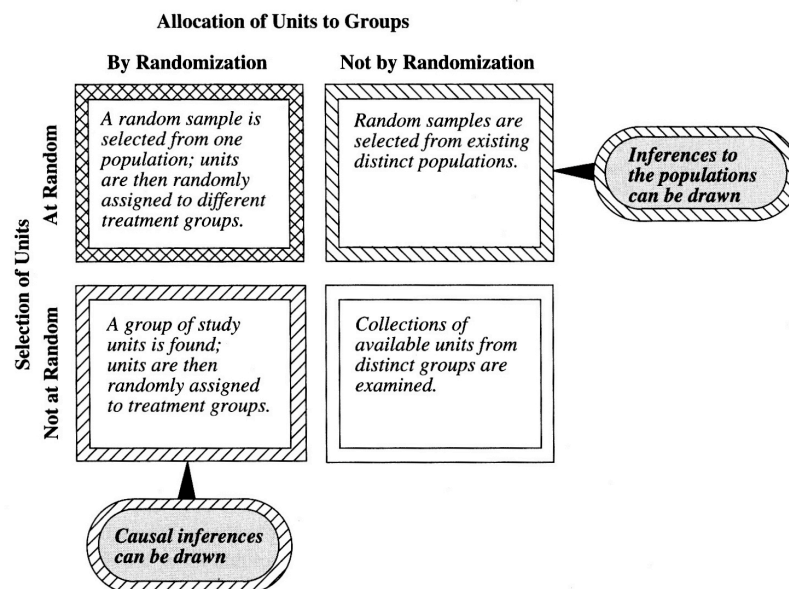 Allocation of Units to Groups
By Randomization
Not by Randomization
Selection of Units
At Random
A random sample is
selected from one
population; units
are then randomly
assigned to different
treatment groups.
Random samples are
selected from existing
distinct populations.
Inferences to
the populations
can be drawn
Not at Random
A group of study
units is found;
units are then
randomly assigned
to treatment groups.
Collections of
available units from
distinct groups are
examined.
Causal inferences
can be drawn